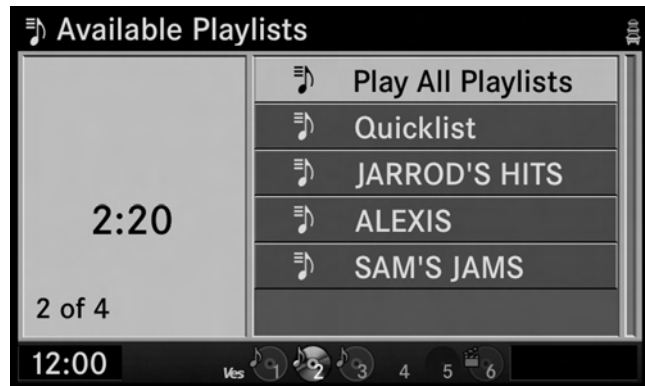 Available Playlists
Play All Playlists
Quicklist
JARROD'S HITS
2:20
ALEXIS
SAM'S JAMS
2 of 4
12:00
Ves 1 2 3 4 5 6